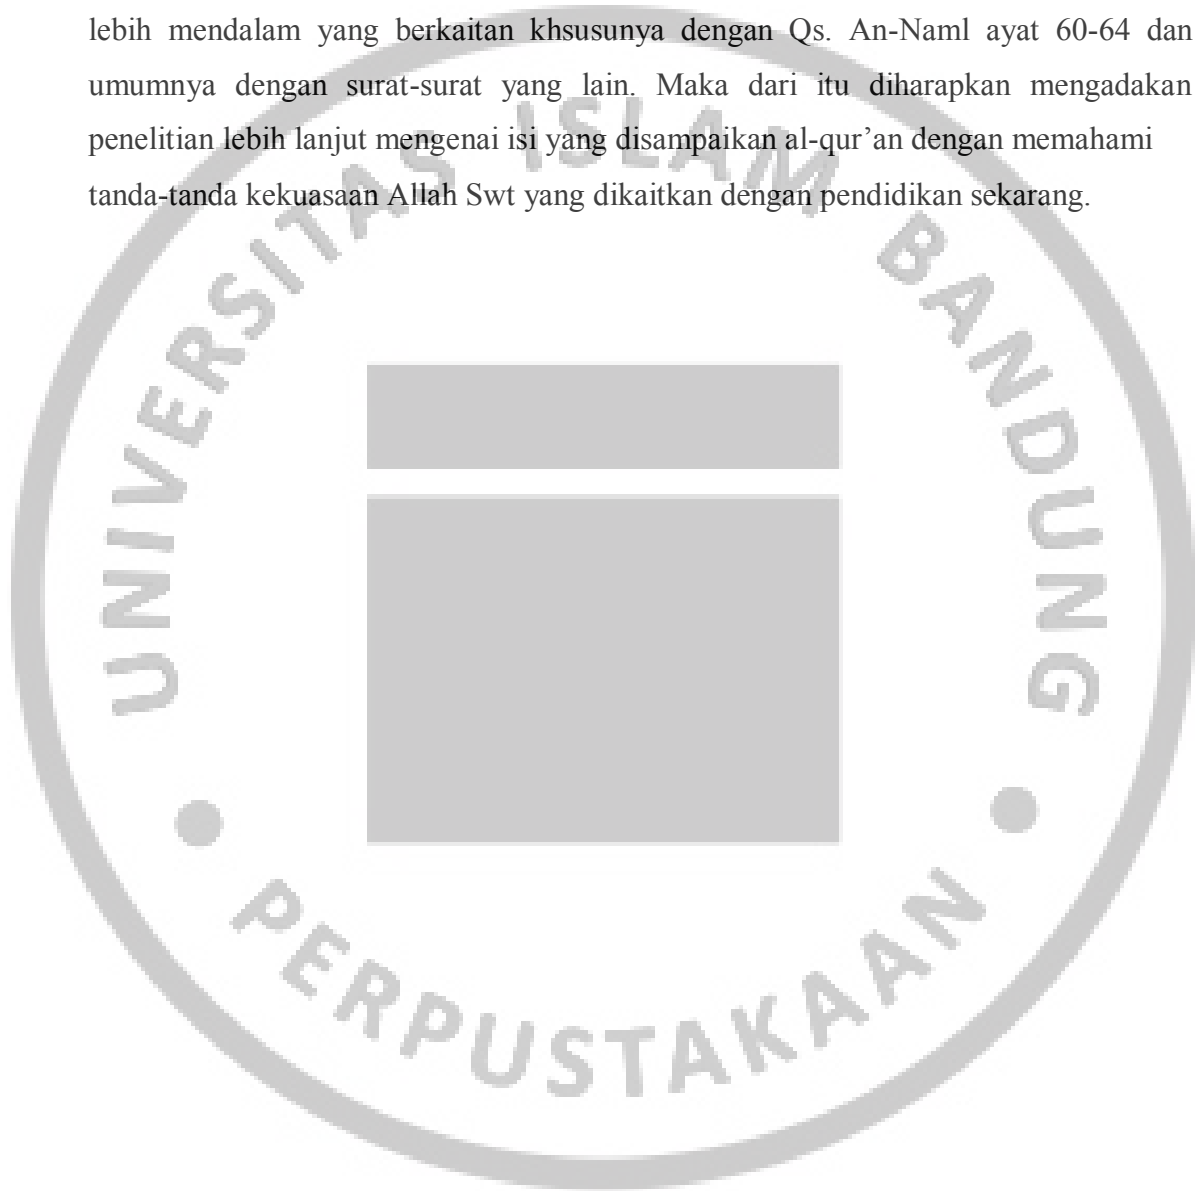 lebih mendalam yang berkaitan khsusunya dengan Qs. An-Naml ayat 60-64 dan
umumnya dengan surat-surat yang lain. Maka dari itu diharapkan mengadakan
penelitian lebih lanjut mengenai isi yang disampaikan al-qur’an dengan memahami
tanda-tanda kekuasaan Allah Swt yang dikaitkan dengan pendidikan sekarang.
UNIVERSITAS ISLAM BANDUNG
PERPUSTAKAAN